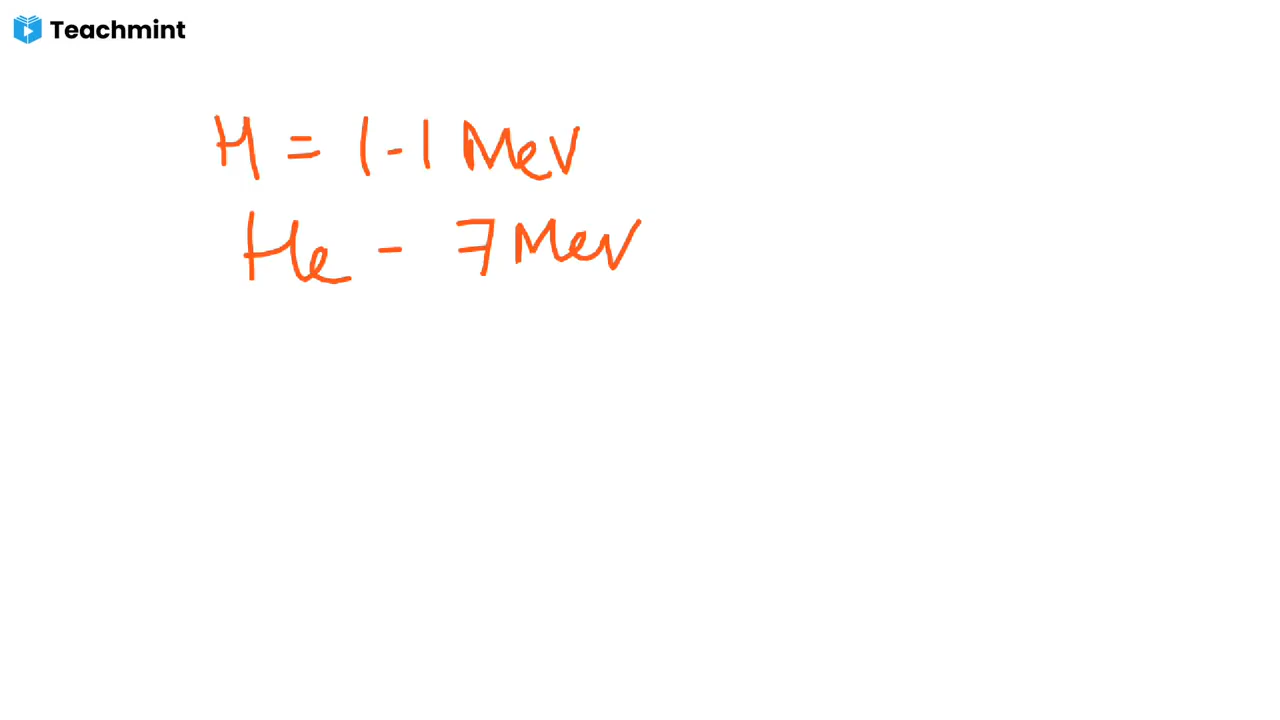 Teachmint
H = 1-1 MeV
He - 7 MeV